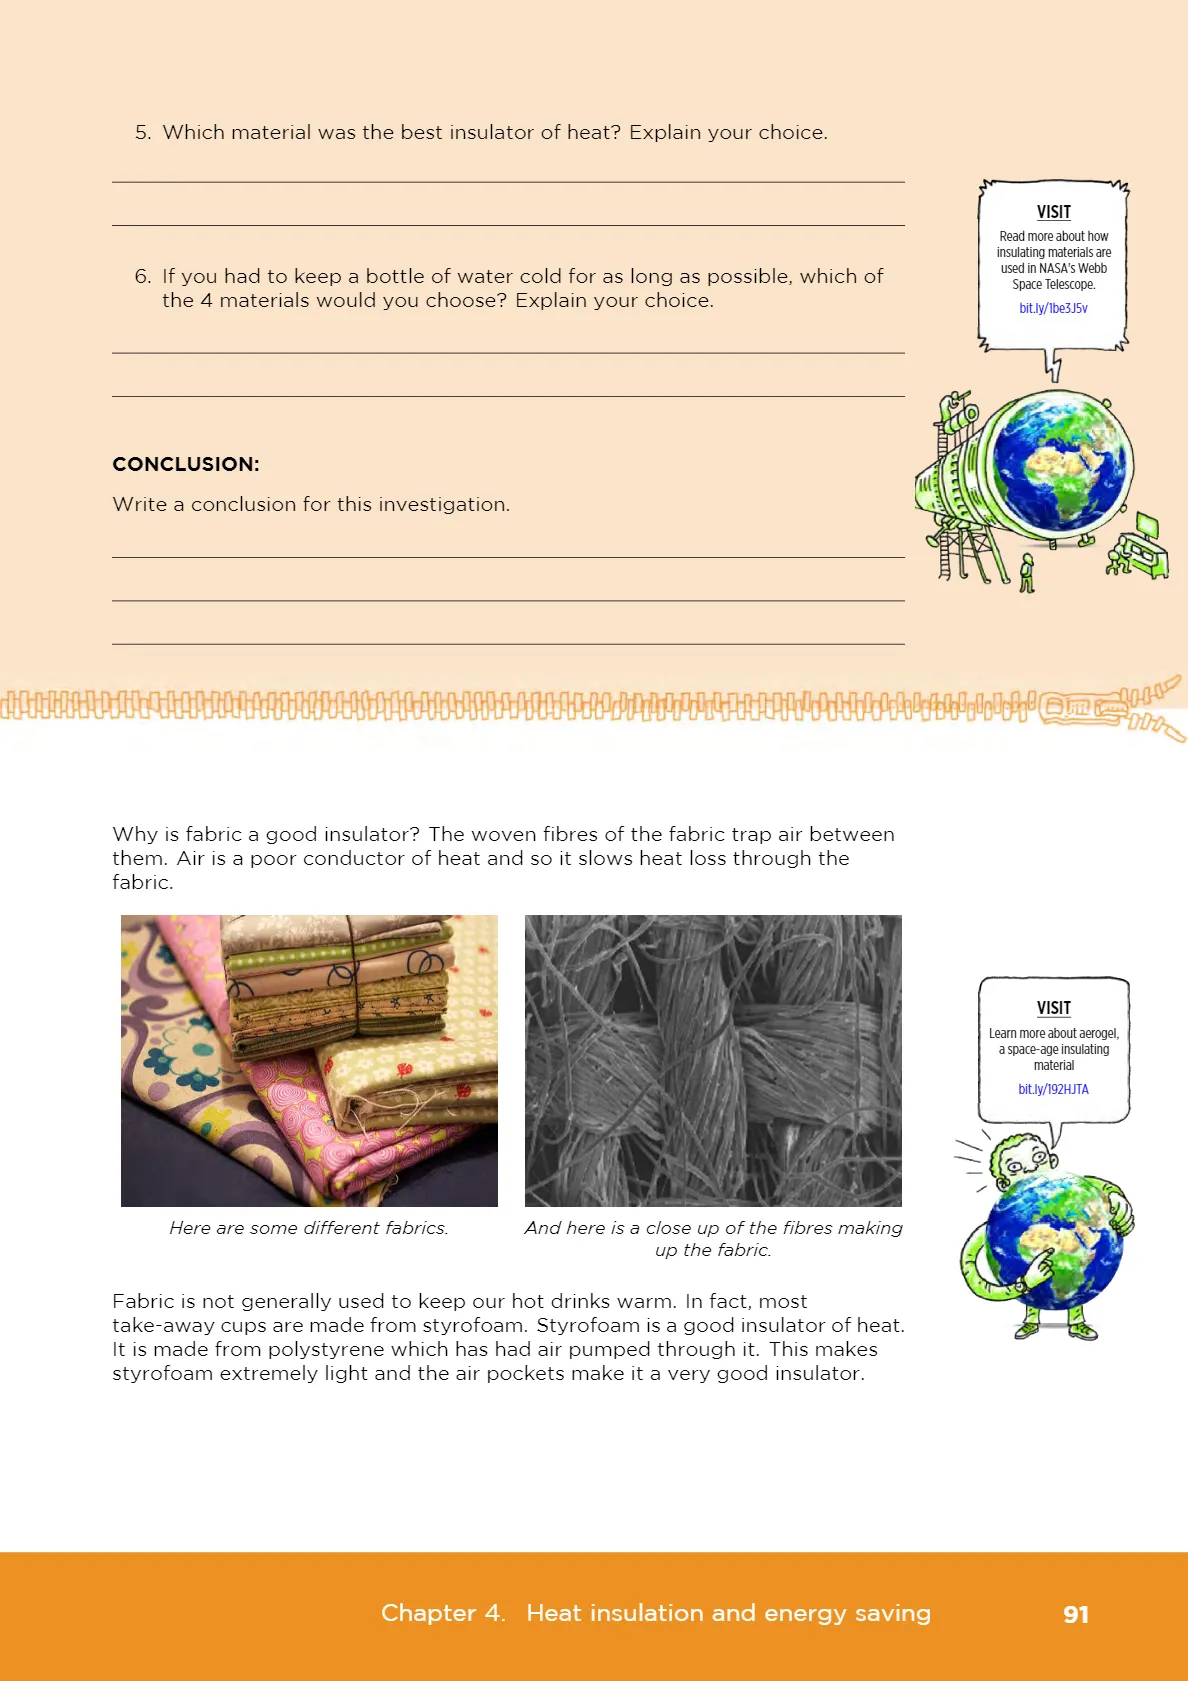 5. Which material was the best insulator of heat? Explain your choice.
6. If you had to keep a bottle of water cold for as long as possible, which of
the 4 materials would you choose? Explain your choice.
CONCLUSION:
Write a conclusion for this investigation.
VISIT
Read more about how
insulating materials are
used in NASA's Webb
Space Telescope.
bit.ly/1be3J5v
Why is fabric a good insulator? The woven fibres of the fabric trap air between
them. Air is a poor conductor of heat and so it slows heat loss through the
fabric.
Here are some different fabrics.
And here is a close up of the fibres making
up the fabric.
VISIT
Learn more about aerogel,
a space-age insulating
material
bit.ly/192HJTA
Fabric is not generally used to keep our hot drinks warm. In fact, most
take-away cups are made from styrofoam. Styrofoam is a good insulator of heat.
It is made from polystyrene which has had air pumped through it. This makes
styrofoam extremely light and the air pockets make it a very good insulator.
Chapter 4. Heat insulation and energy saving
91